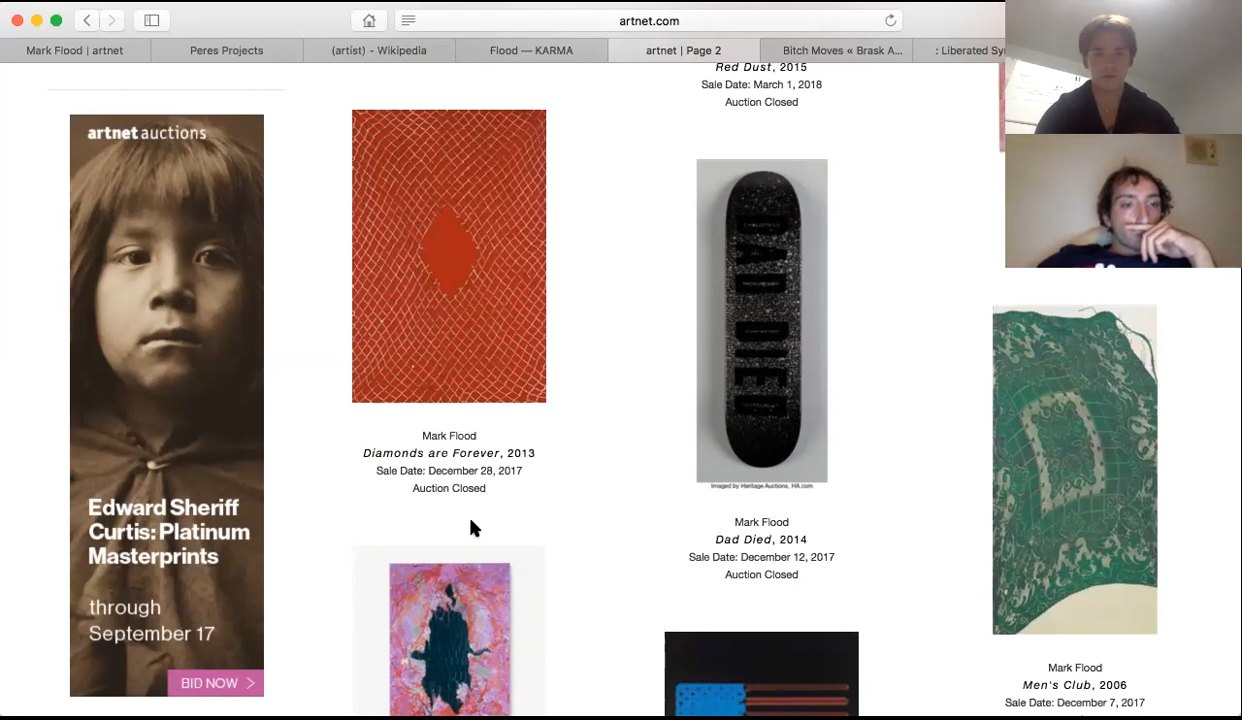 artnet.com
Mark Flood | artnet
Peres Projects
(artist) - Wikipedia
Flood — KARMA
artnet | Page 2
Bitch Moves « Brask A...
: Liberated Sy
artnet auctions
Edward Sheriff
Curtis: Platinum
Masterprints
through
September 17
BID NOW
Mark Flood
Diamonds are Forever, 2013
Sale Date: December 28, 2017
Auction Closed
Red Dust, 2015
Sale Date: March 1, 2018
Auction Closed
DAD DIED
Imaged by Heritage Auctions, HA.com
Mark Flood
Dad Died, 2014
Sale Date: December 12, 2017
Auction Closed
Mark Flood
Men's Club, 2006
Sale Date: December 7, 2017